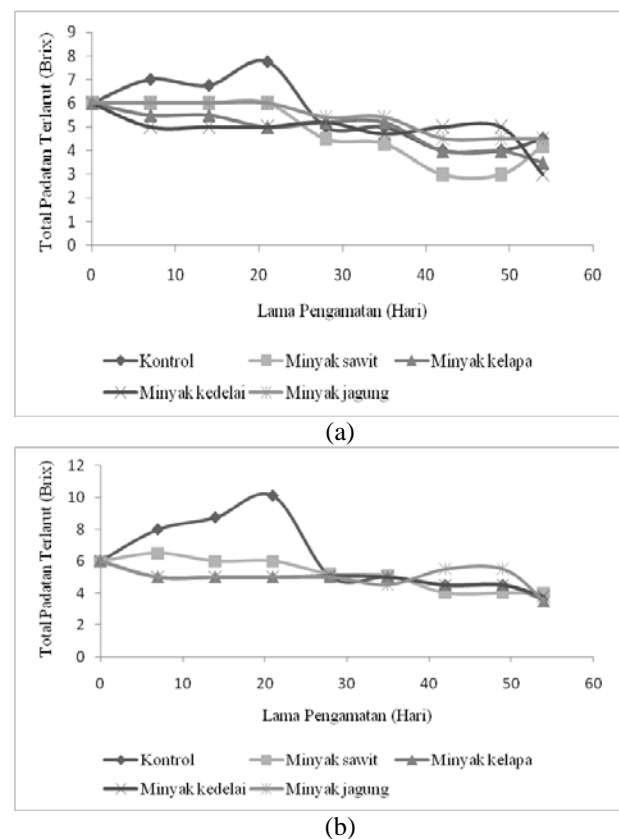 9
8
7
6
5
4
3
2
1
0
Total Padatan Terlarut (Brix)
0 10 20 30 40 50 60
Lama Pengamatan (Hari)
Kontrol Minyak sawit Minyak kelapa
Minyak kedelai Minyak jagung
(a)
12
10
8
6
4
2
0
Total Padatan Terlarut (Brix)
0 10 20 30 40 50 60
Lama Pengamatan (Hari)
Kontrol Minyak sawit Minyak kelapa
Minyak kedelai Minyak jagung
(b)